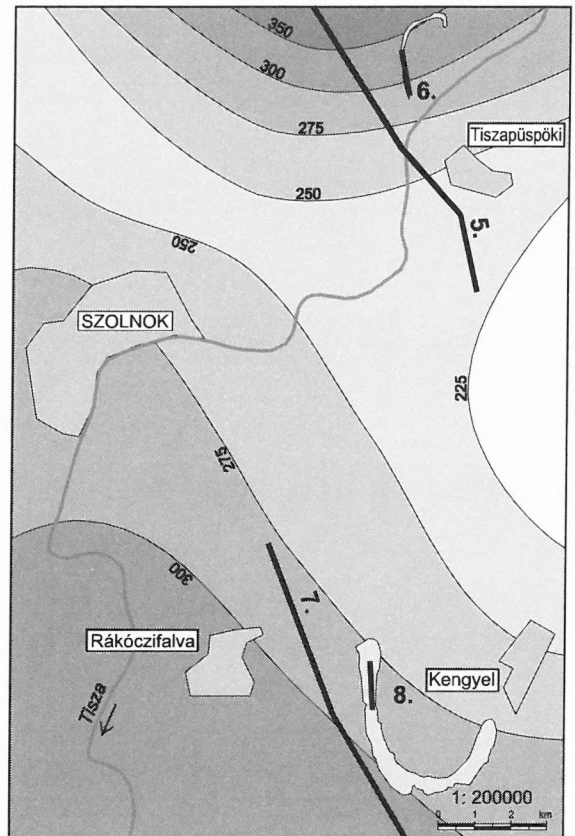 350
300
6.
275
Tiszapüspöki
250
5.
250
SZOLNOK
225
275
300
7.
Rákóczifalva
Kengyel
8.
Tisza
1: 200000
0 1 2 km